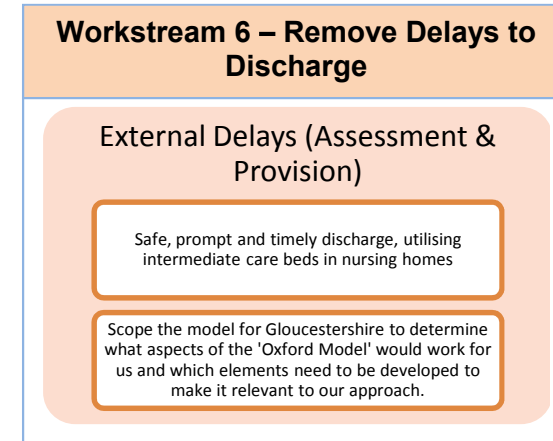 Workstream 6 – Remove Delays to
Discharge
External Delays (Assessment &
Provision)
Safe, prompt and timely discharge, utilising
intermediate care beds in nursing homes
Scope the model for Gloucestershire to determine
what aspects of the 'Oxford Model' would work for
us and which elements need to be developed to
make it relevant to our approach.